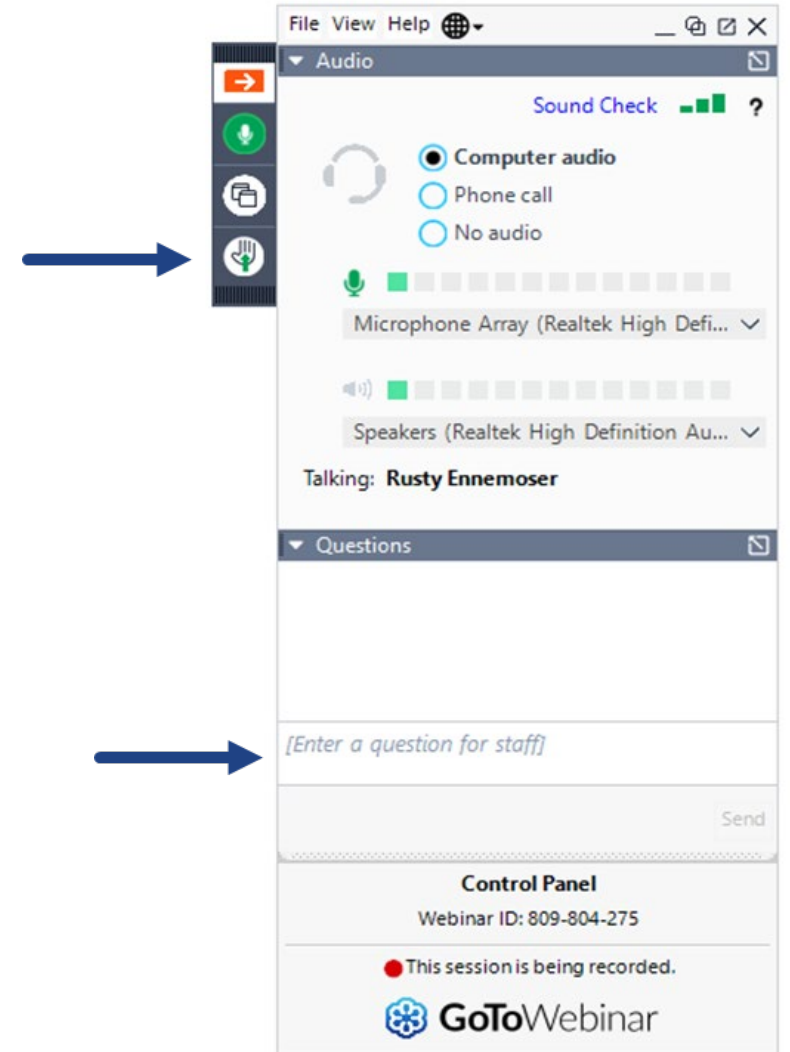 File View Help
Audio
Sound Check ?
Computer audio
Phone call
No audio
Microphone Array (Realtek High Defi...
Speakers (Realtek High Definition Au...
Talking: Rusty Ennemoser
Questions
[Enter a question for staff]
Send
Control Panel
Webinar ID: 809-804-275
This session is being recorded.
GoToWebinar